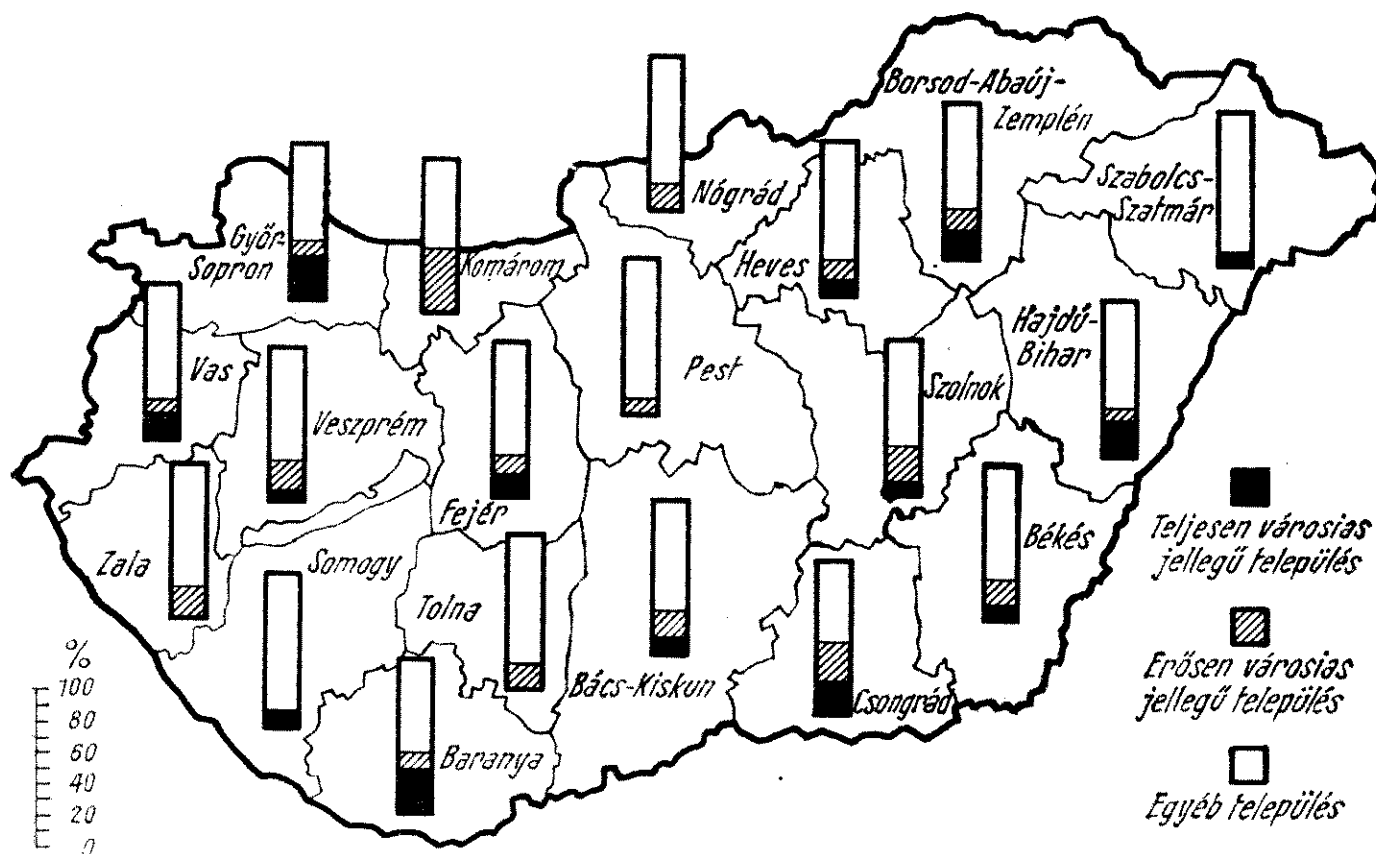 Borsod-Abaúj-
Zemplén
Szabolcs-
Szatmár
Nógrád
Győr-
Sopron
Komárom
Heves
Hajdú-
Bihar
Vas
Pest
Szolnok
Veszprém
Fejér
Békés
Zala
Somogy
Tolna
Bács-Kiskun
Csongrád
Baranya
%
100
80
60
40
20
0
Teljesen városias
jellegű település
Erősen városias
jellegű település
Egyéb település